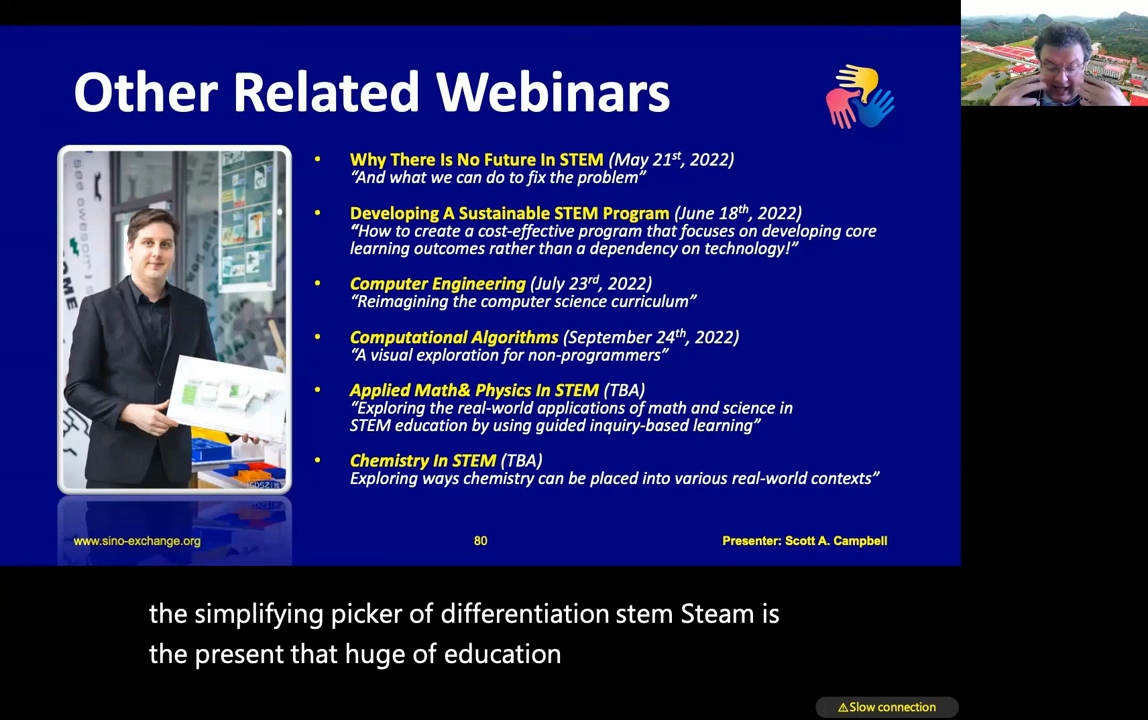 Other Related Webinars
• Why There Is No Future In STEM (May 21st, 2022)
“And what we can do to fix the problem”
• Developing A Sustainable STEM Program (June 18th, 2022)
“How to create a cost-effective program that focuses on developing core
learning outcomes rather than a dependency on technology!”
• Computer Engineering (July 23rd, 2022)
“Reimagining the computer science curriculum”
• Computational Algorithms (September 24th, 2022)
“A visual exploration for non-programmers”
• Applied Math& Physics In STEM (TBA)
“Exploring the real-world applications of math and science in
STEM education by using guided inquiry-based learning”
• Chemistry In STEM (TBA)
Exploring ways chemistry can be placed into various real-world contexts”
www.sino-exchange.org
80
Presenter: Scott A. Campbell
the simplifying picker of differentiation stem Steam is
the present that huge of education
⚠Slow connection